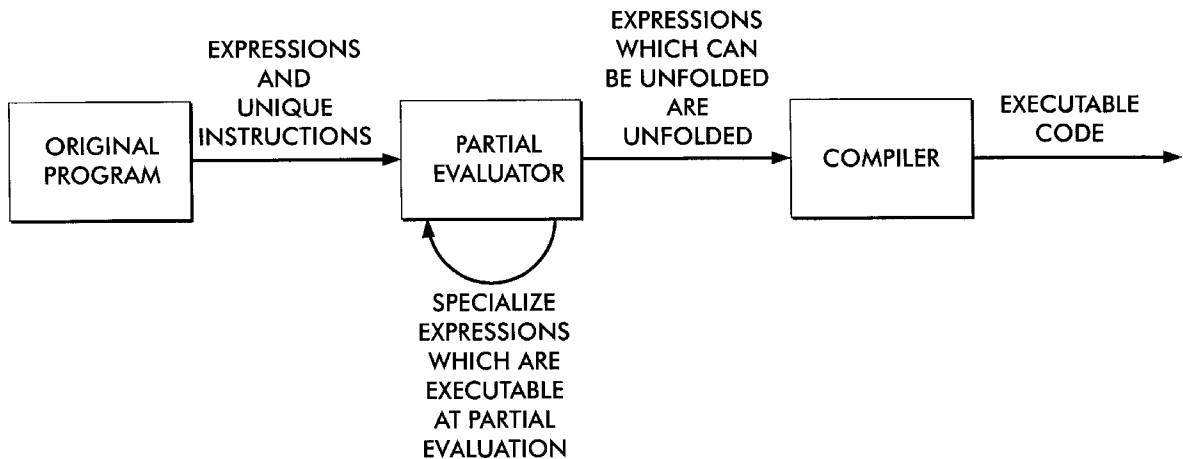 ORIGINAL
PROGRAM
EXPRESSIONS
AND
UNIQUE
INSTRUCTIONS
PARTIAL
EVALUATOR
SPECIALIZE
EXPRESSIONS
WHICH ARE
EXECUTABLE
AT PARTIAL
EVALUATION
EXPRESSIONS
WHICH CAN
BE UNFOLDED
ARE
UNFOLDED
COMPILER
EXECUTABLE
CODE